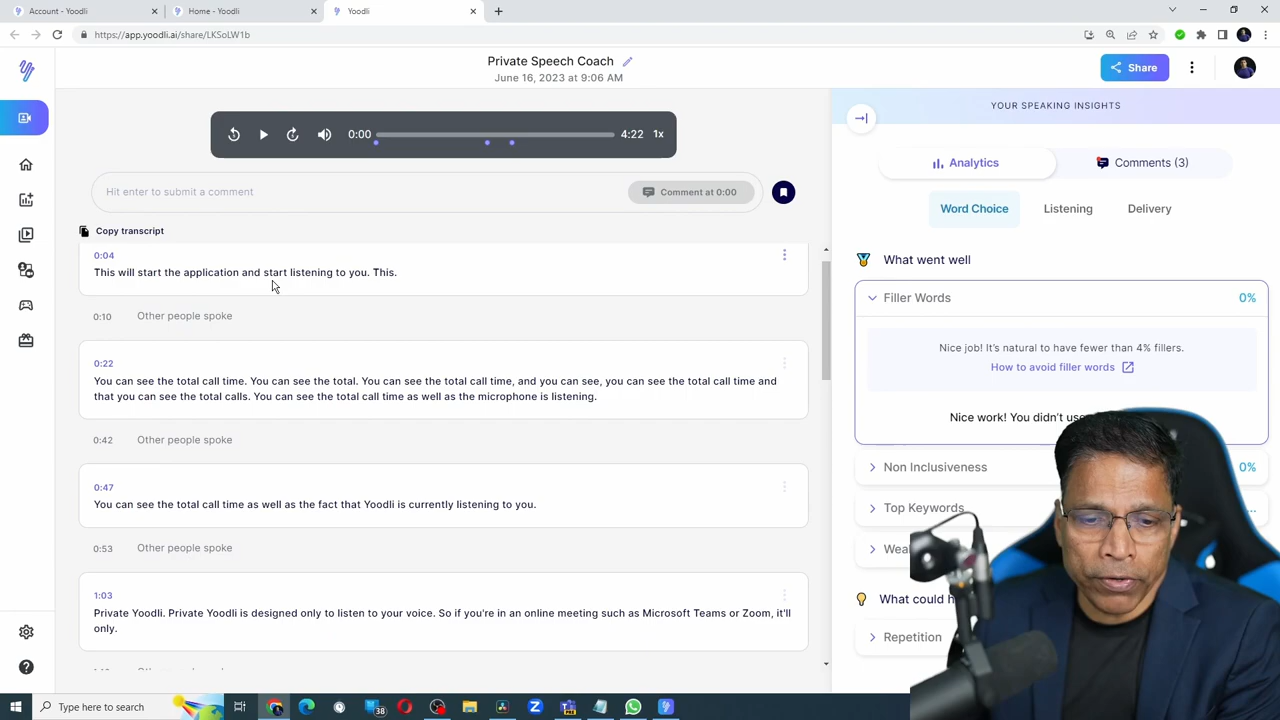 Account - Yoodli
Home - Yoodli
Yoodli
https://app.yoodli.ai/share/LKSoLW1b
Private Speech Coach
June 16, 2023 at 9:06 AM
Share
0:00
4:22
1x
Hit enter to submit a comment
Comment at 0:00
Copy transcript
0:04
This will start the application and start listening to you. This.
0:10 Other people spoke
0:22
You can see the total call time. You can see the total. You can see the total call time, and you can see, you can see the total call time and
that you can see the total calls. You can see the total call time as well as the microphone is listening.
0:42 Other people spoke
0:47
You can see the total call time as well as the fact that Yoodli is currently listening to you.
0:53 Other people spoke
1:03
Private Yoodli. Private Yoodli is designed only to listen to your voice. So if you're in an online meeting such as Microsoft Teams or Zoom, it'll
only.
YOUR SPEAKING INSIGHTS
Analytics
Comments (3)
Word Choice
Listening
Delivery
What went well
Filler Words 0%
Nice job! It's natural to have fewer than 4% fillers.
How to avoid filler words
Nice work! You didn't
Non Inclusiveness 0%
Top Keywords
What could
Repetition
Type here to search
38